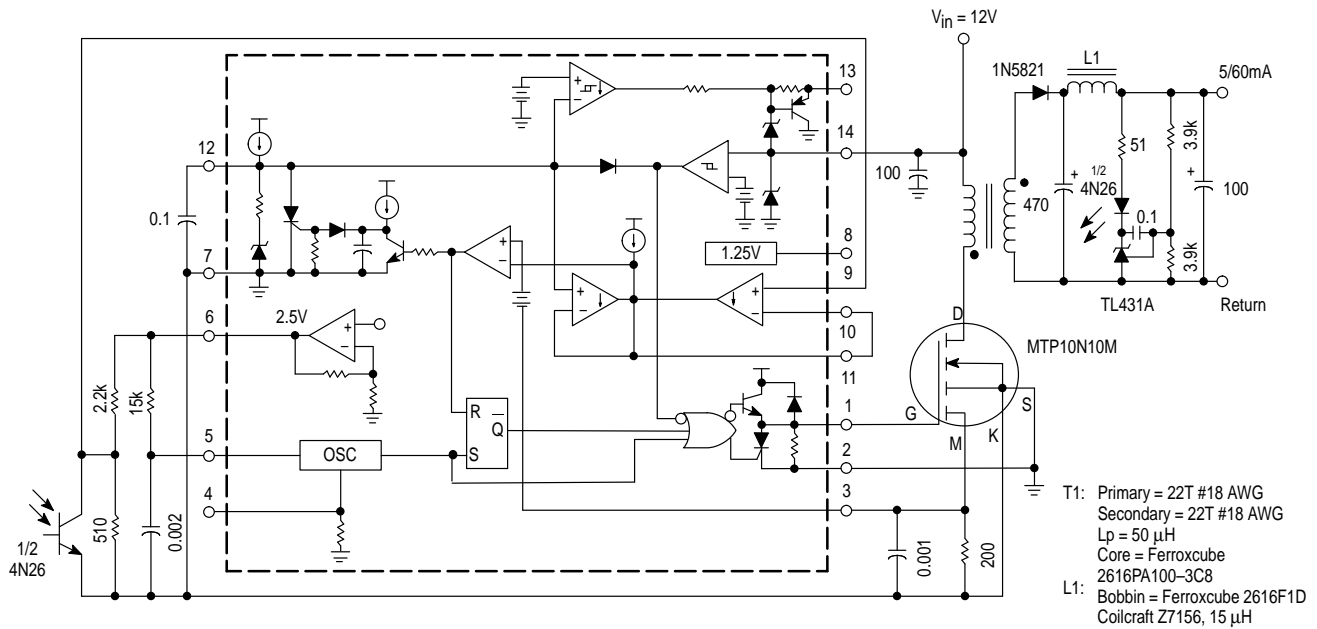 Vin = 12V
1N5821
L1
5/60mA
13
14
12
7
6
5
4
8
9
10
11
1
2
3
0.1
100
470
+
1/2
4N26
51
3.9k
0.1
3.9k
+
100
TL431A
Return
1.25V
2.5V
+
–
+
–
+
–
+
–
+
–
D
MTP10N10M
G
S
M
K
2.2k
15k
OSC
R
Q
S
510
0.002
0.001
200
1/2
4N26
T1: Primary = 22T #18 AWG
Secondary = 22T #18 AWG
Lp = 50 μH
Core = Ferroxcube
2616PA100–3C8
L1: Bobbin = Ferroxcube 2616F1D
Coilcraft Z7156, 15 μH